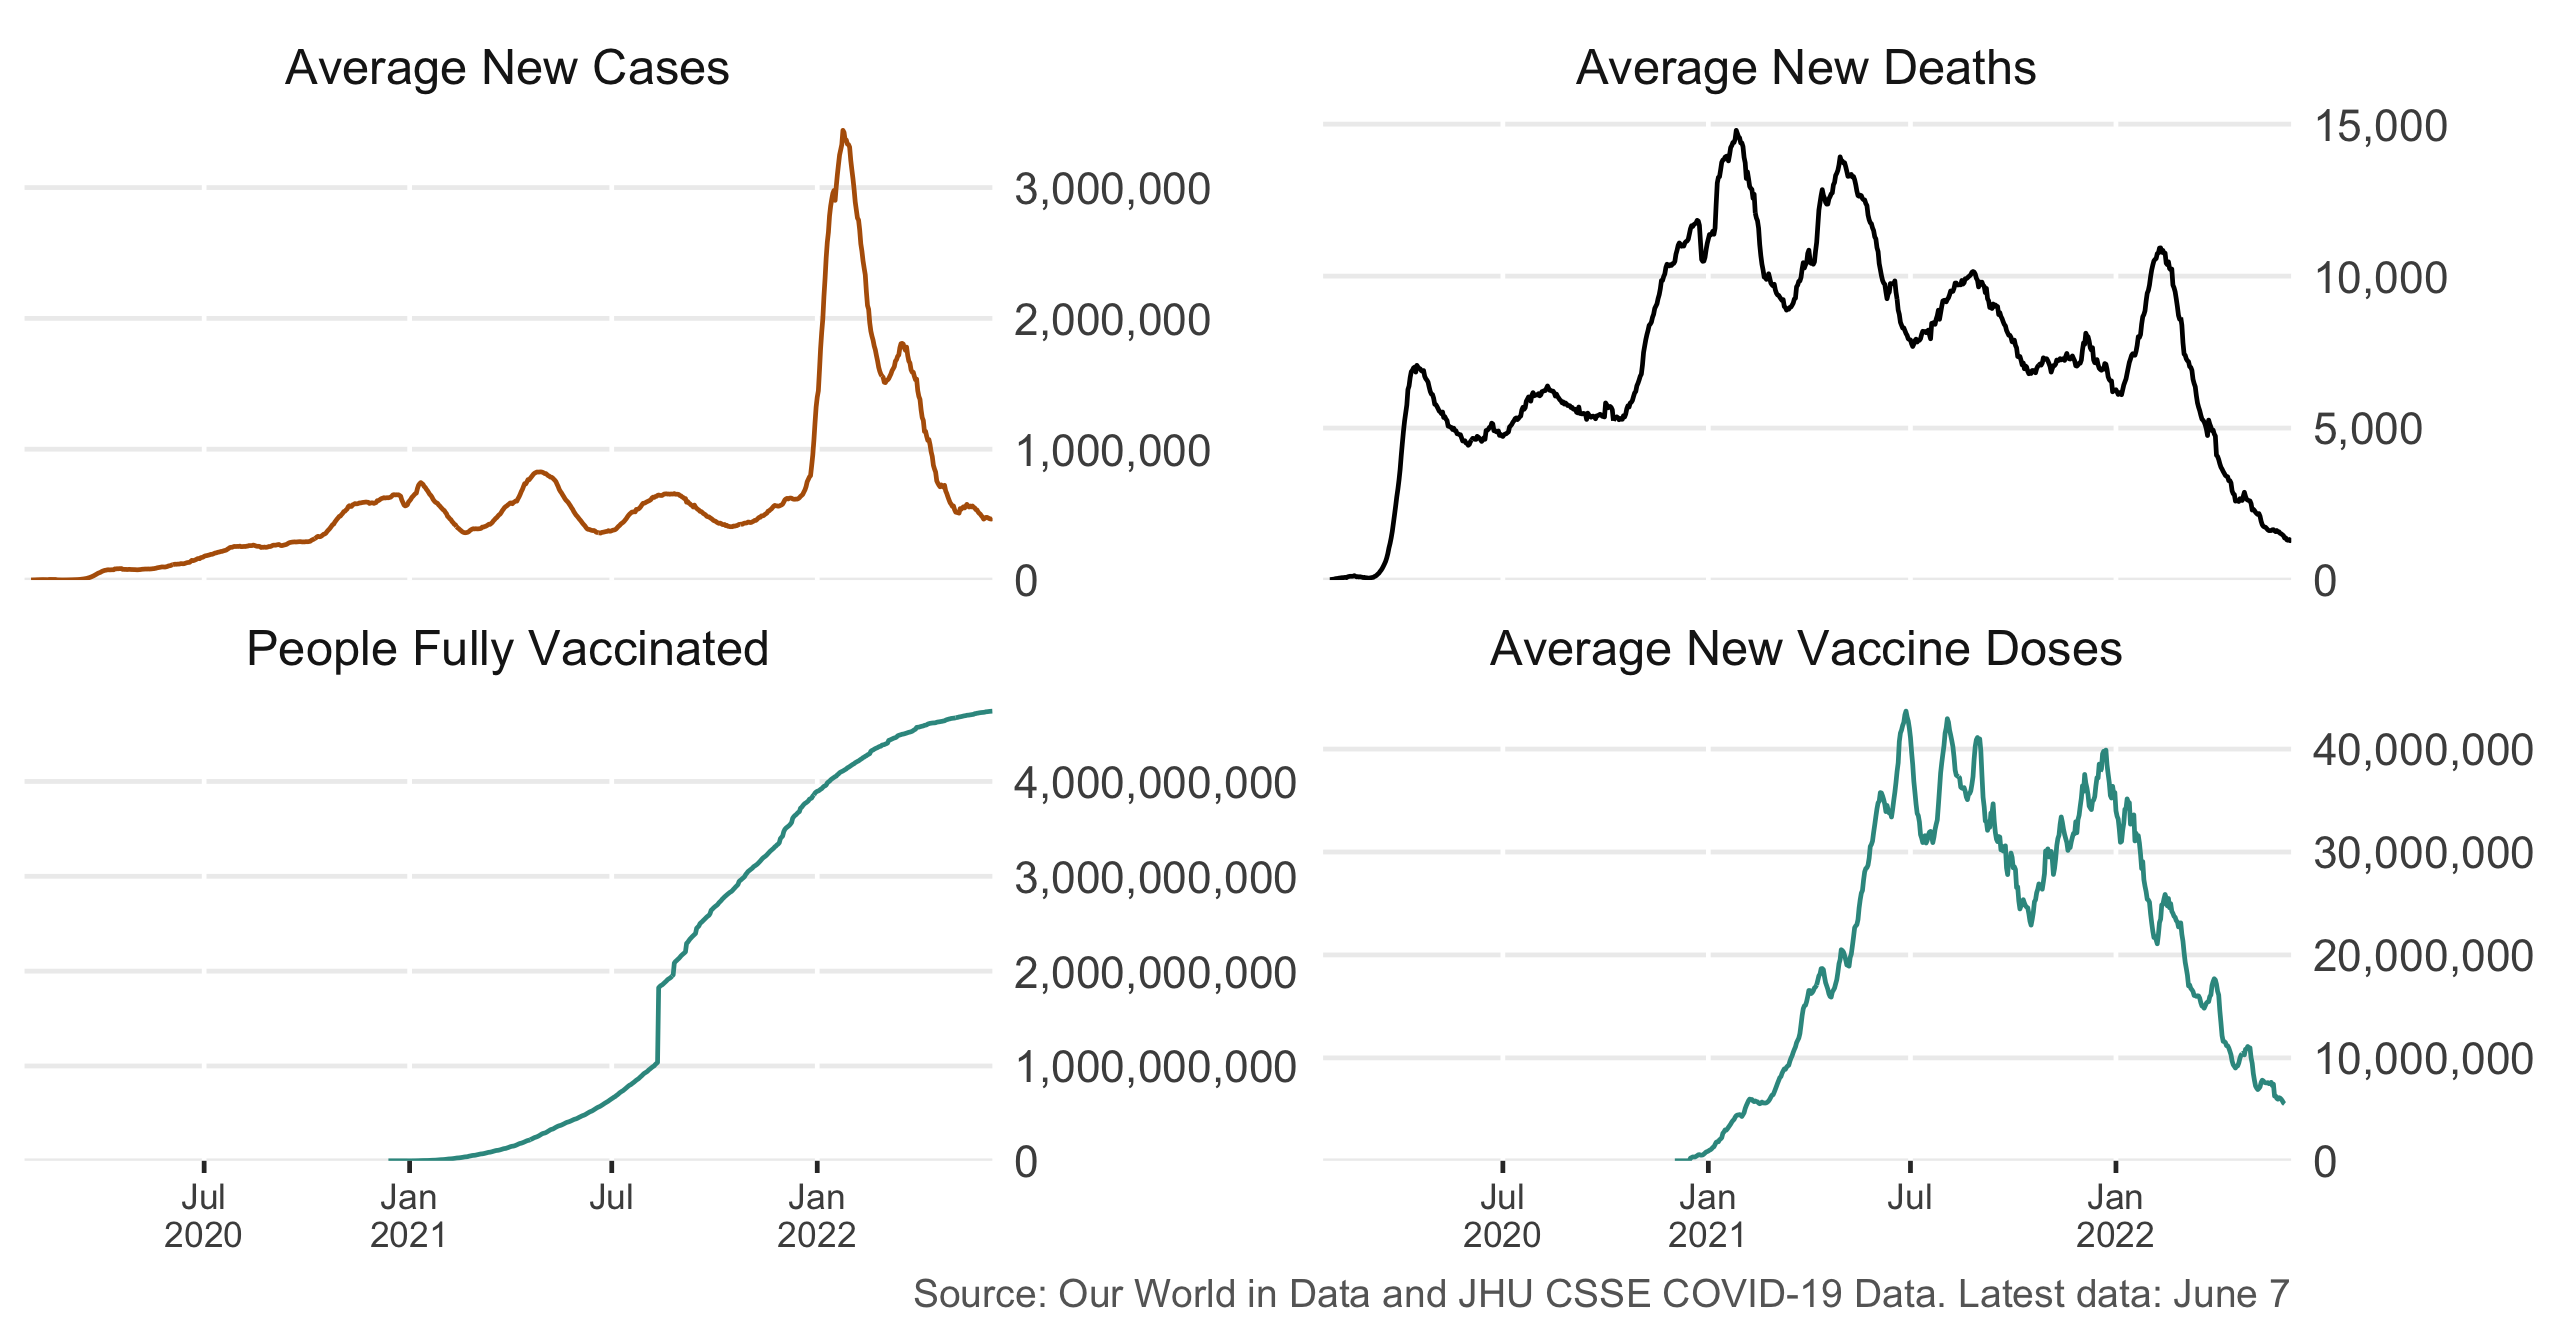 Average New Cases
3,000,000
2,000,000
1,000,000
0
Average New Deaths
15,000
10,000
5,000
0
People Fully Vaccinated
4,000,000,000
3,000,000,000
2,000,000,000
1,000,000,000
0
Jul
2020
Jan
2021
Jul
Jan
2022
Average New Vaccine Doses
40,000,000
30,000,000
20,000,000
10,000,000
0
Jul
2020
Jan
2021
Jul
Jan
2022
Source: Our World in Data and JHU CSSE COVID-19 Data. Latest data: June 7